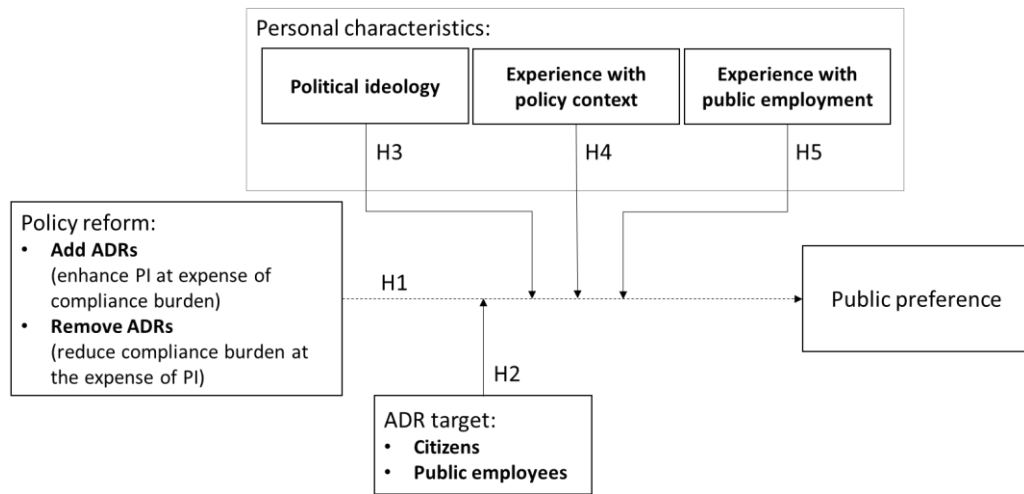 Personal characteristics:
Political ideology
Experience with
policy context
Experience with
public employment
H3
H4
H5
Policy reform:
• Add ADRs
(enhance PI at expense of
compliance burden)
• Remove ADRs
(reduce compliance burden at
the expense of PI)
H1
Public preference
H2
ADR target:
• Citizens
• Public employees